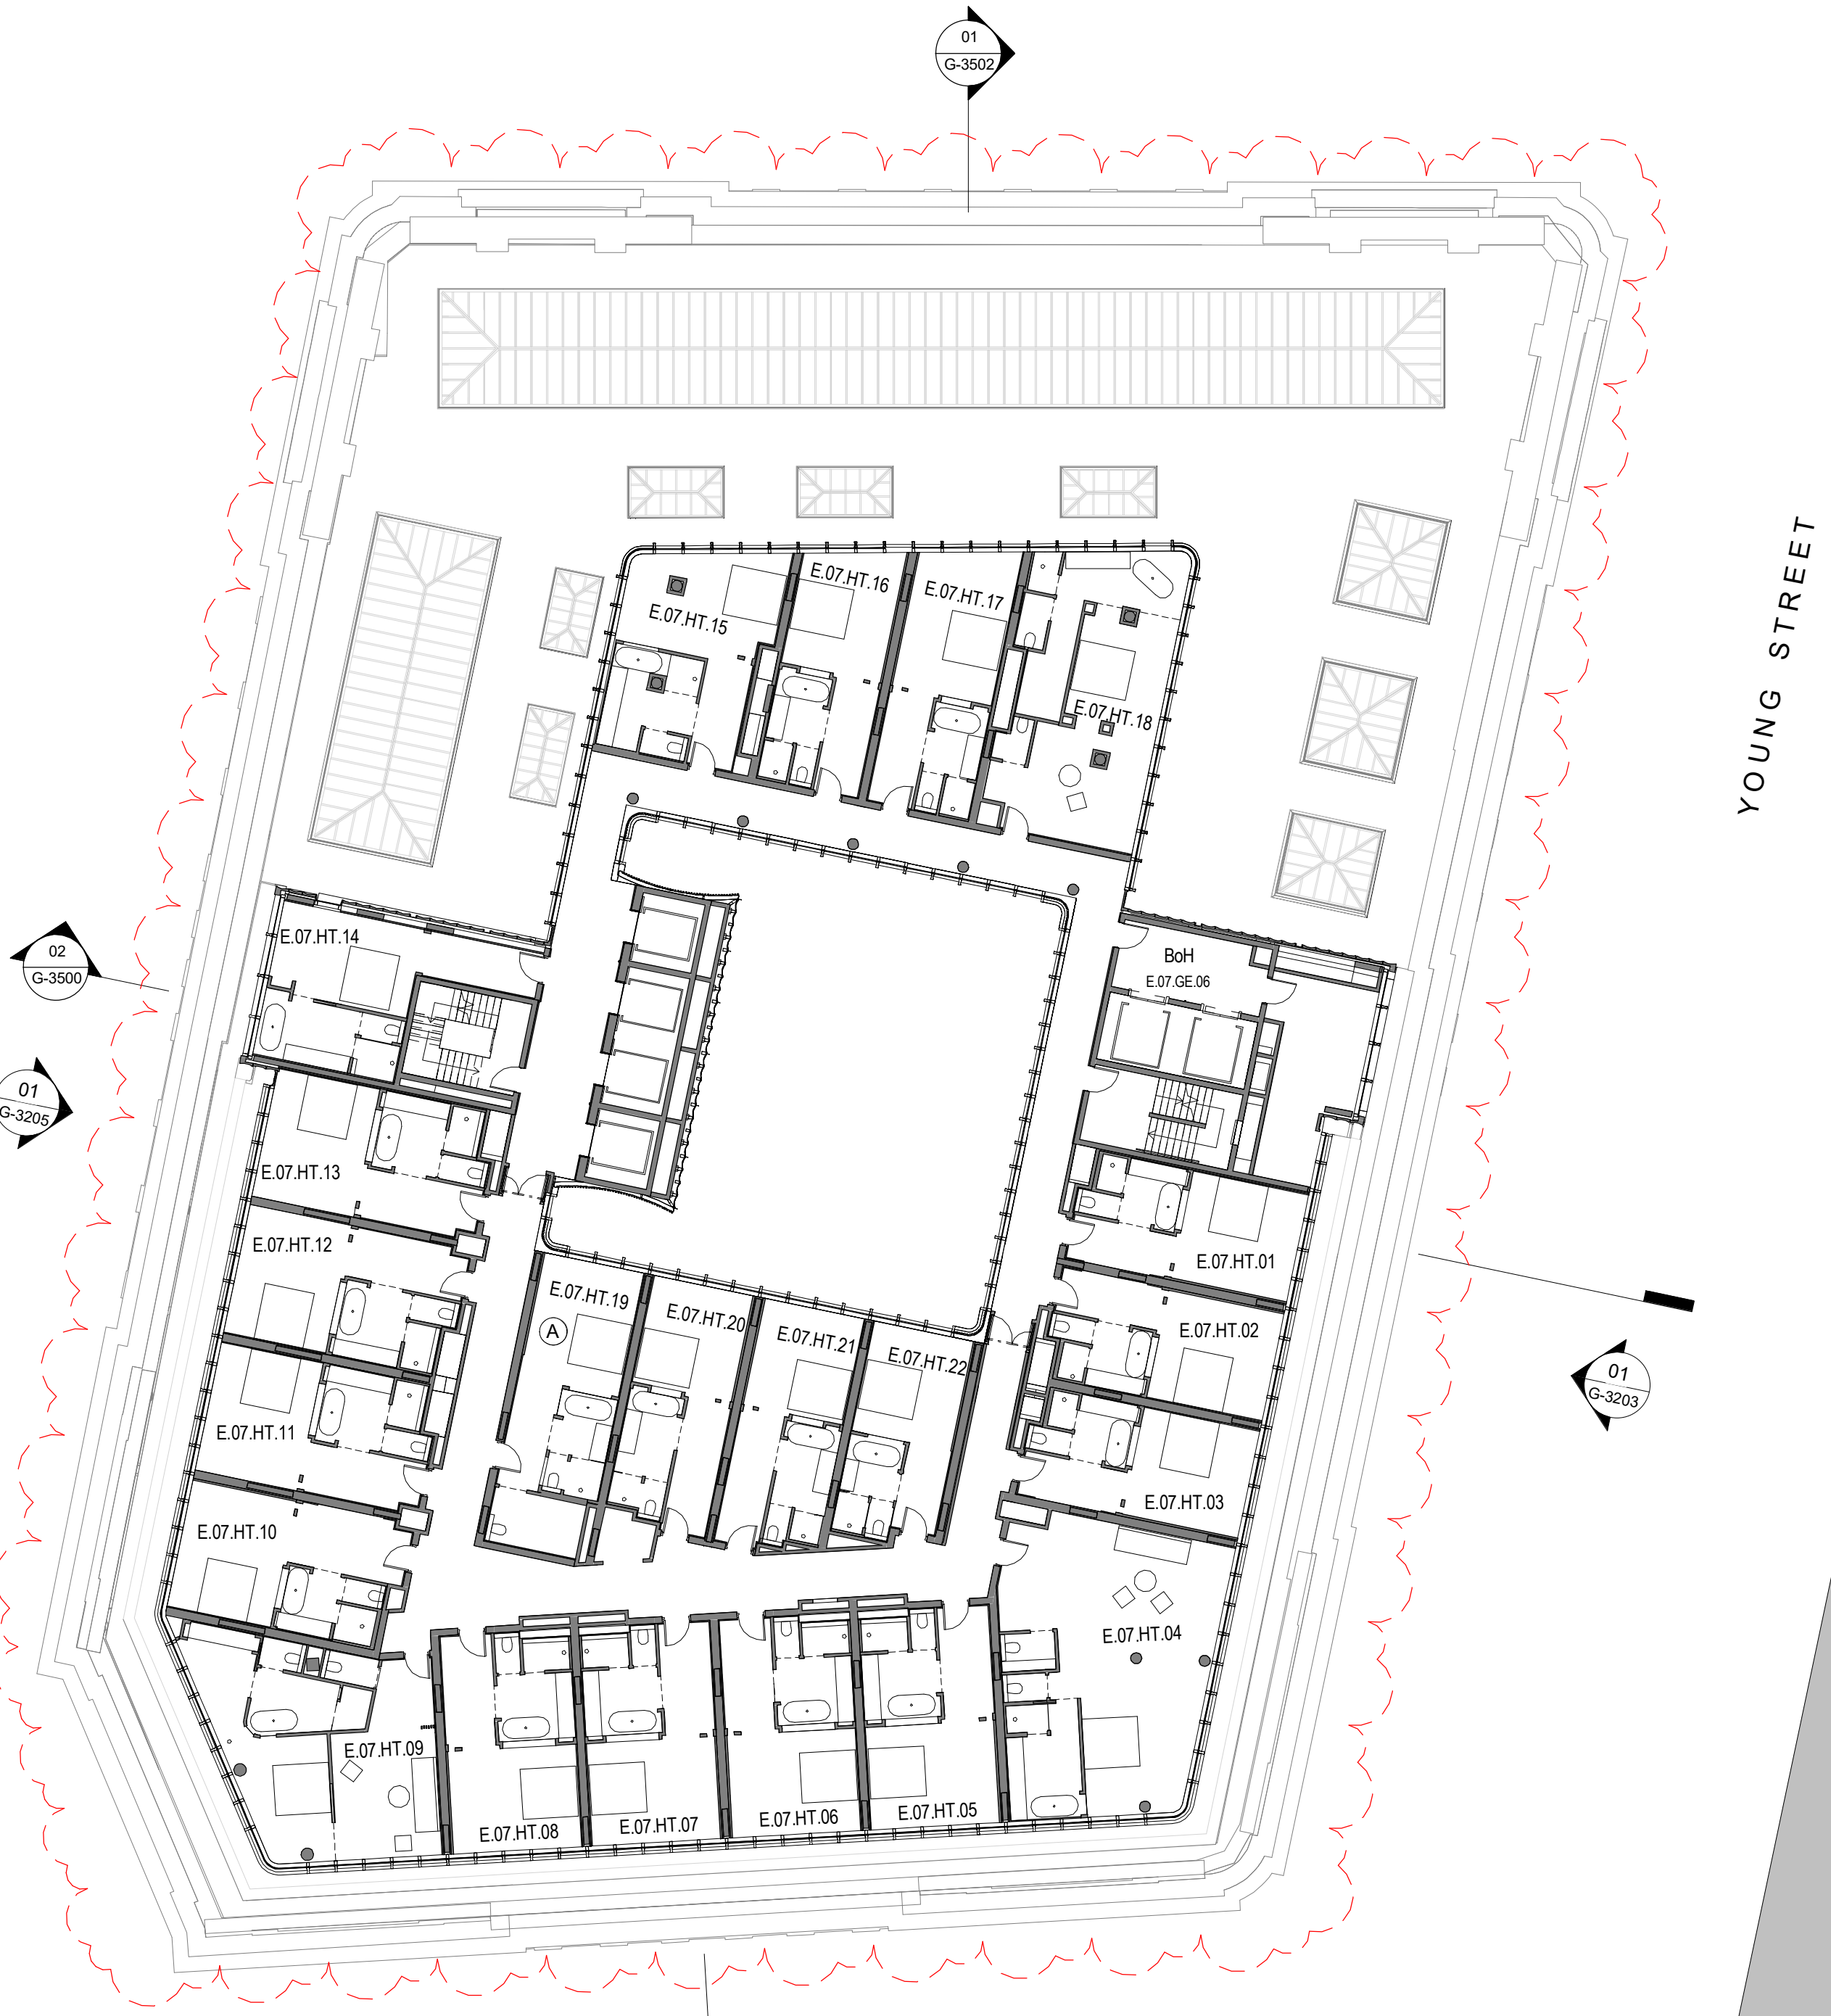 01
G-3502
YOUNG STREET
E.07.HT.16
E.07.HT.17
E.07.HT.15
E.07.HT.18
E.07.HT.14
02
G-3500
BoH
E.07.GE.06
01
G-3205
E.07.HT.13
E.07.HT.12
E.07.HT.01
E.07.HT.19
A
E.07.HT.20
E.07.HT.21
E.07.HT.22
E.07.HT.02
01
G-3203
E.07.HT.11
E.07.HT.03
E.07.HT.10
E.07.HT.04
E.07.HT.09
E.07.HT.08
E.07.HT.07
E.07.HT.06
E.07.HT.05